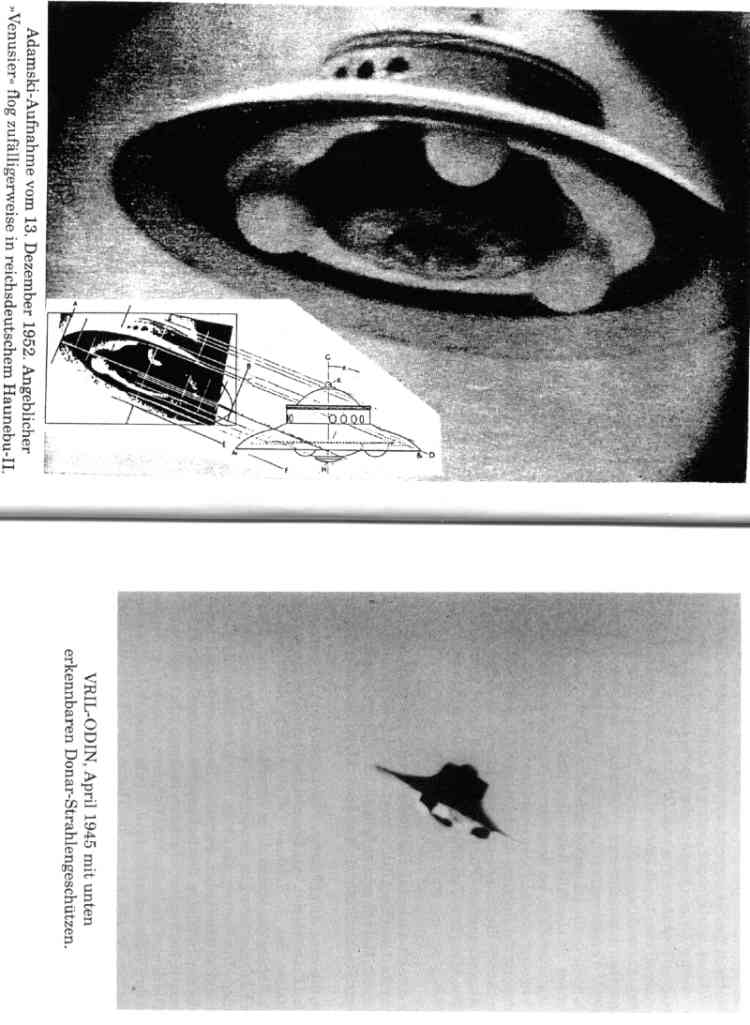 Adamski-Aufnahme vom 13. Dezember 1952. Angeblicher
»Venusier« flog zufälligerweise in reichsdeutschem Haunebu-II.
VRIL-ODIN, April 1945 mit unten
erkennbaren Donar-Strahlengeschützen.